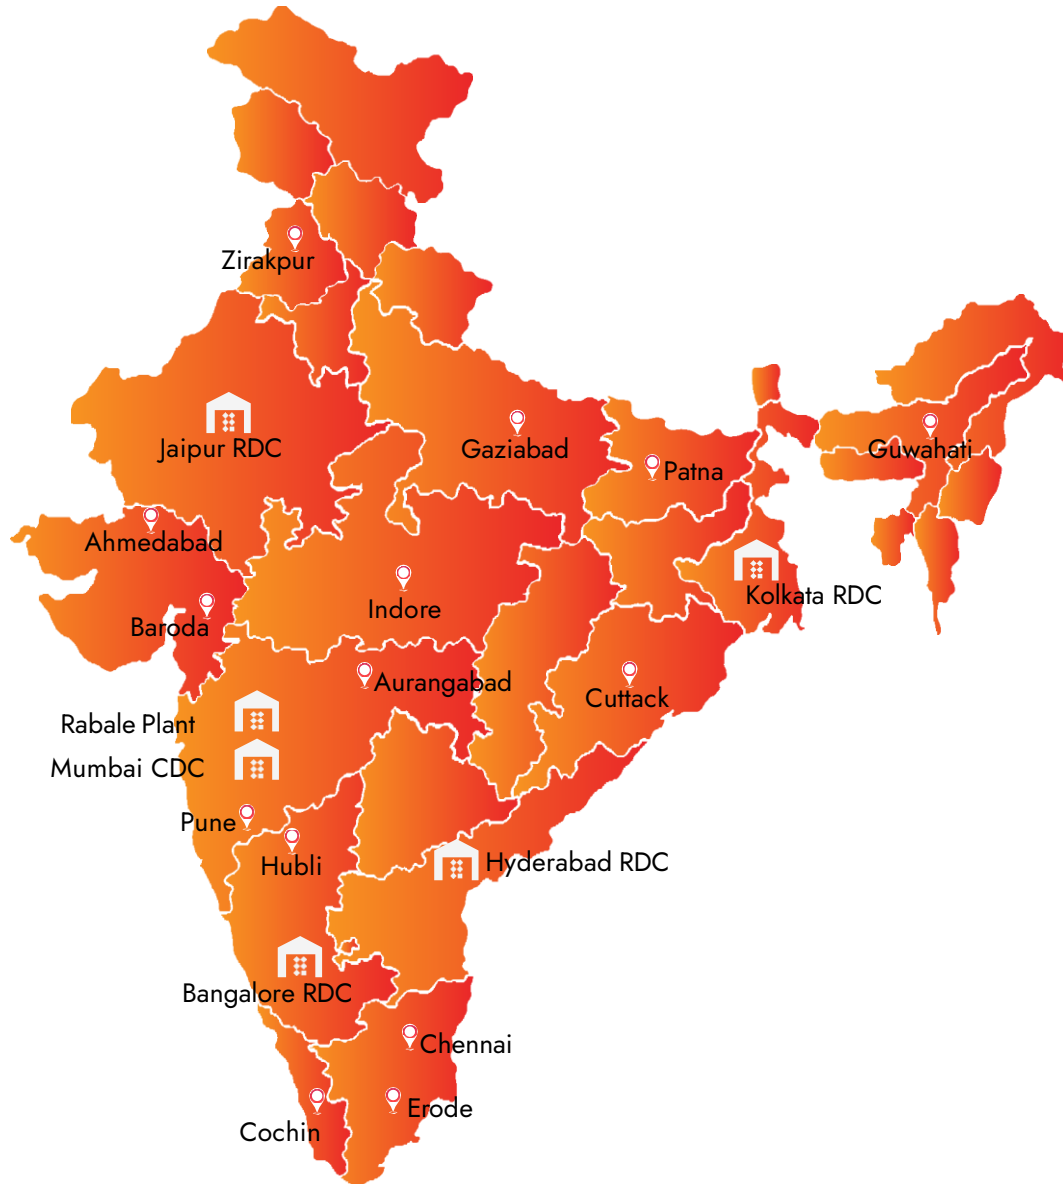 Zirakpur
Jaipur RDC
Gaziabad
Guwahati
Patna
Ahmedabad
Kolkata RDC
Indore
Baroda
Aurangabad
Cuttack
Rabale Plant
Mumbai CDC
Pune
Hubli
Hyderabad RDC
Bangalore RDC
Chennai
Erode
Cochin